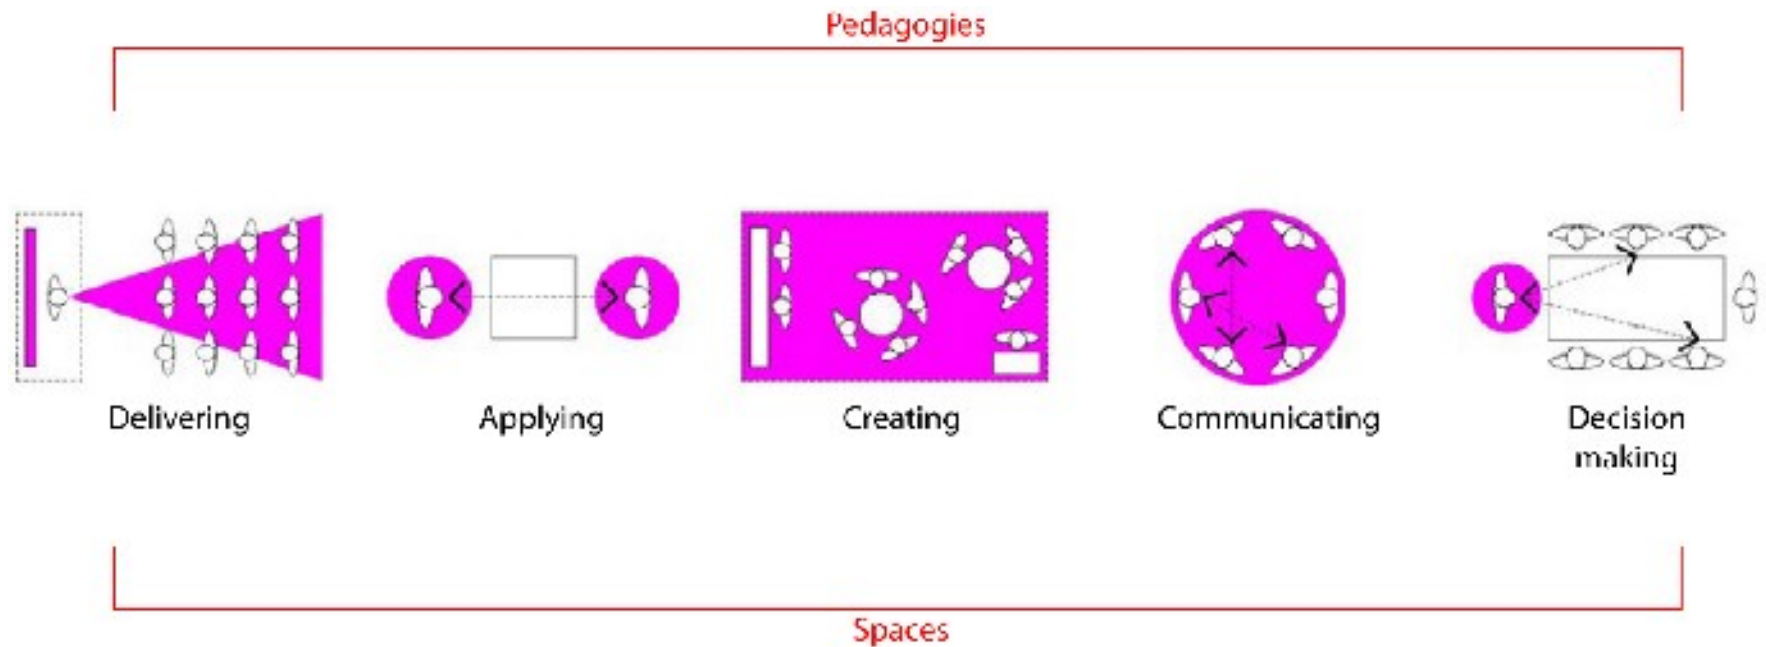 Pedagogies
Delivering
Applying
Creating
Communicating
Decision
making
Spaces